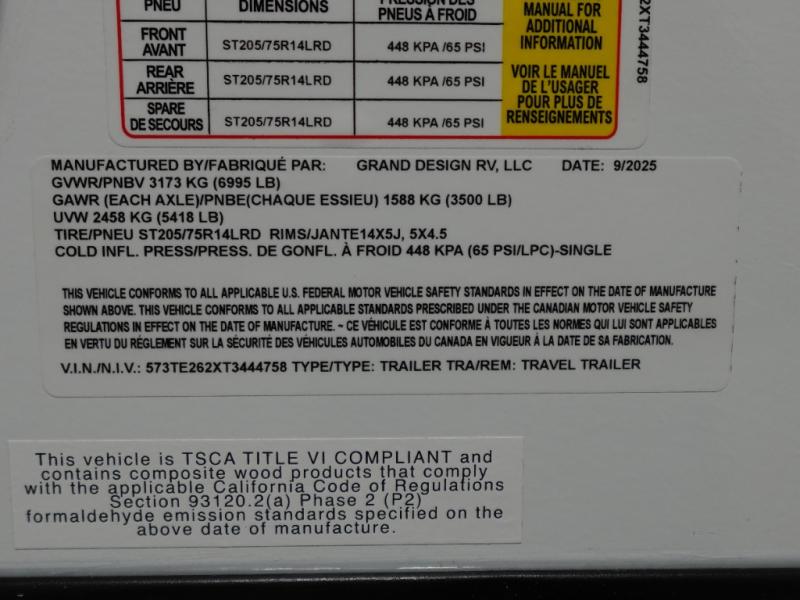 PNEU DIMENSIONS PRESSION DES
PNEUS À FROID
FRONT
AVANT ST205/75R14LRD 448 KPA /65 PSI
REAR
ARRIÈRE ST205/75R14LRD 448 KPA /65 PSI
SPARE
DE SECOURS ST205/75R14LRD 448 KPA /65 PSI
MANUAL FOR
ADDITIONAL
INFORMATION
VOIR LE MANUEL
DE L'USAGER
POUR PLUS DE
RENSEIGNEMENTS
2XT3444758
MANUFACTURED BY/FABRIQUÉ PAR: GRAND DESIGN RV, LLC DATE: 9/2025
GVWR/PNBV 3173 KG (6995 LB)
GAWR (EACH AXLE)/PNBE(CHAQUE ESSIEU) 1588 KG (3500 LB)
UVW 2458 KG (5418 LB)
TIRE/PNEU ST205/75R14LRD RIMS/JANTE14X5J, 5X4.5
COLD INFL. PRESS/PRESS. DE GONFL. À FROID 448 KPA (65 PSI/LPC)-SINGLE
THIS VEHICLE CONFORMS TO ALL APPLICABLE U.S. FEDERAL MOTOR VEHICLE SAFETY STANDARDS IN EFFECT ON THE DATE OF MANUFACTURE
SHOWN ABOVE. THIS VEHICLE CONFORMS TO ALL APPLICABLE STANDARDS PRESCRIBED UNDER THE CANADIAN MOTOR VEHICLE SAFETY
REGULATIONS IN EFFECT ON THE DATE OF MANUFACTURE. ~ CE VÉHICULE EST CONFORME À TOUTES LES NORMES QUI LUI SONT APPLICABLES
EN VERTU DU RÉGLEMENT SUR LA SÉCURITÉ DES VÉHICULES AUTOMOBILES DU CANADA EN VIGUEUR À LA DATE DE SA FABRICATION.
V.I.N./N.I.V.: 573TE262XT3444758 TYPE/TYPE: TRAILER TRA/REM: TRAVEL TRAILER
This vehicle is TSCA TITLE VI COMPLIANT and
contains composite wood products that comply
with the applicable California Code of Regulations
Section 93120.2(a) Phase 2 (P2)
formaldehyde emission standards specified on the
above date of manufacture.